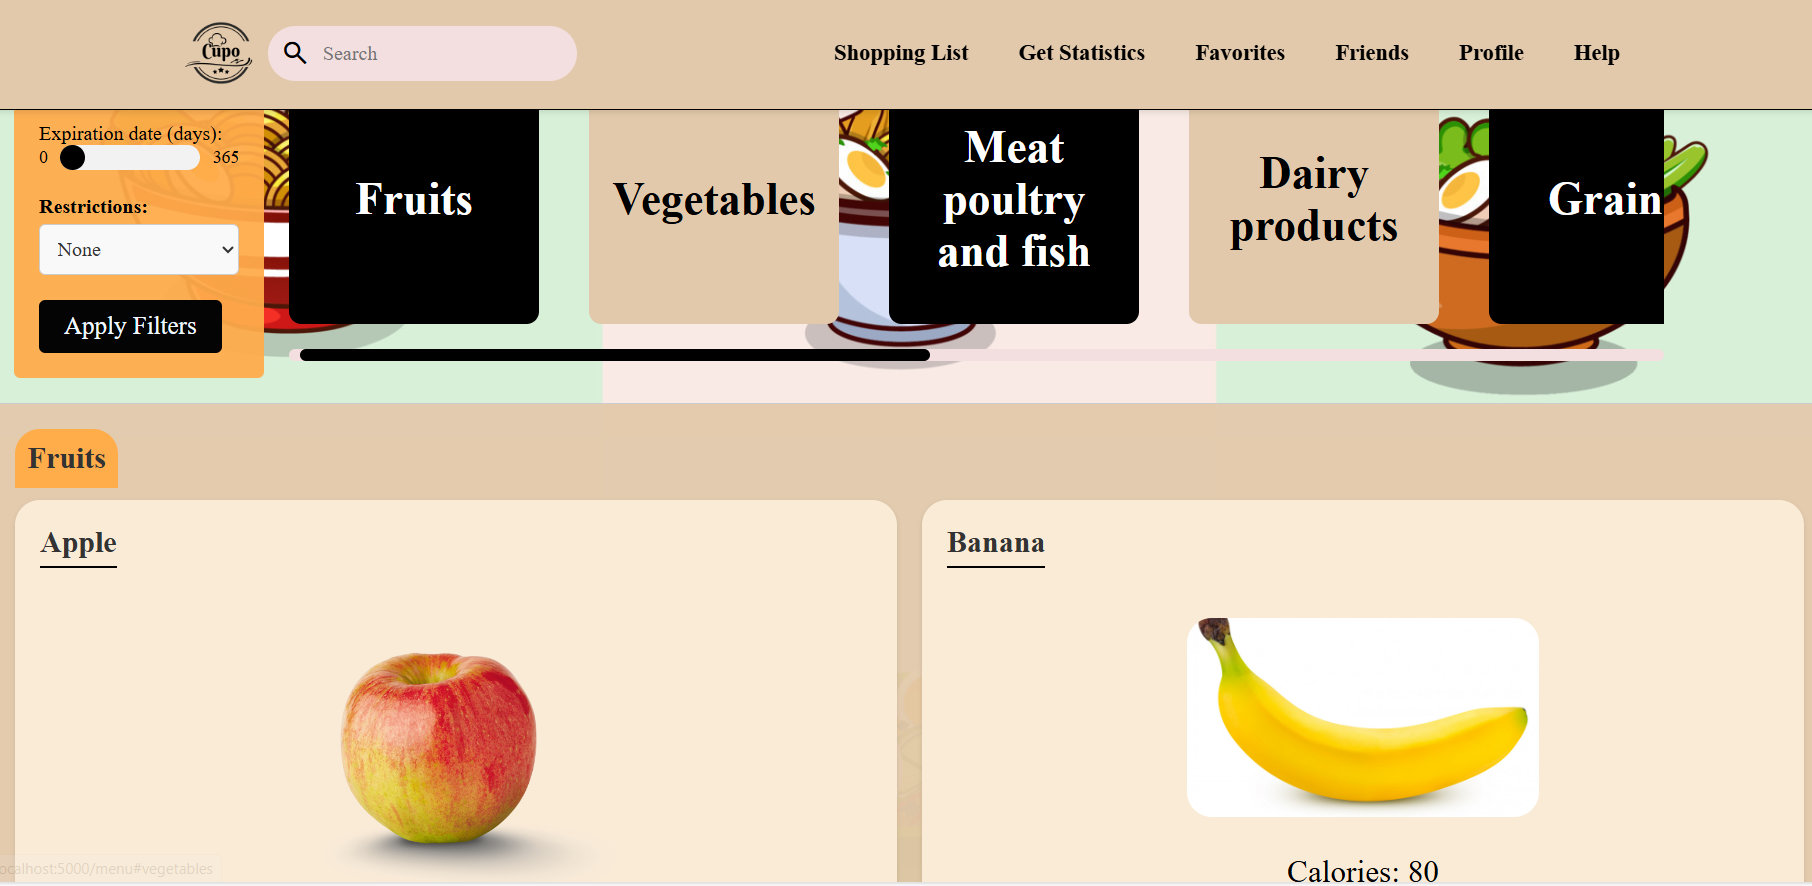 Cupo
Search
Shopping List
Get Statistics
Favorites
Friends
Profile
Help
Expiration date (days):
0
365
Restrictions:
None
Apply Filters
Fruits
Vegetables
Meat
poultry
and fish
Dairy
products
Grain
Fruits
Apple
Banana
Calories: 80
ocalhost:5000/menu#vegetables